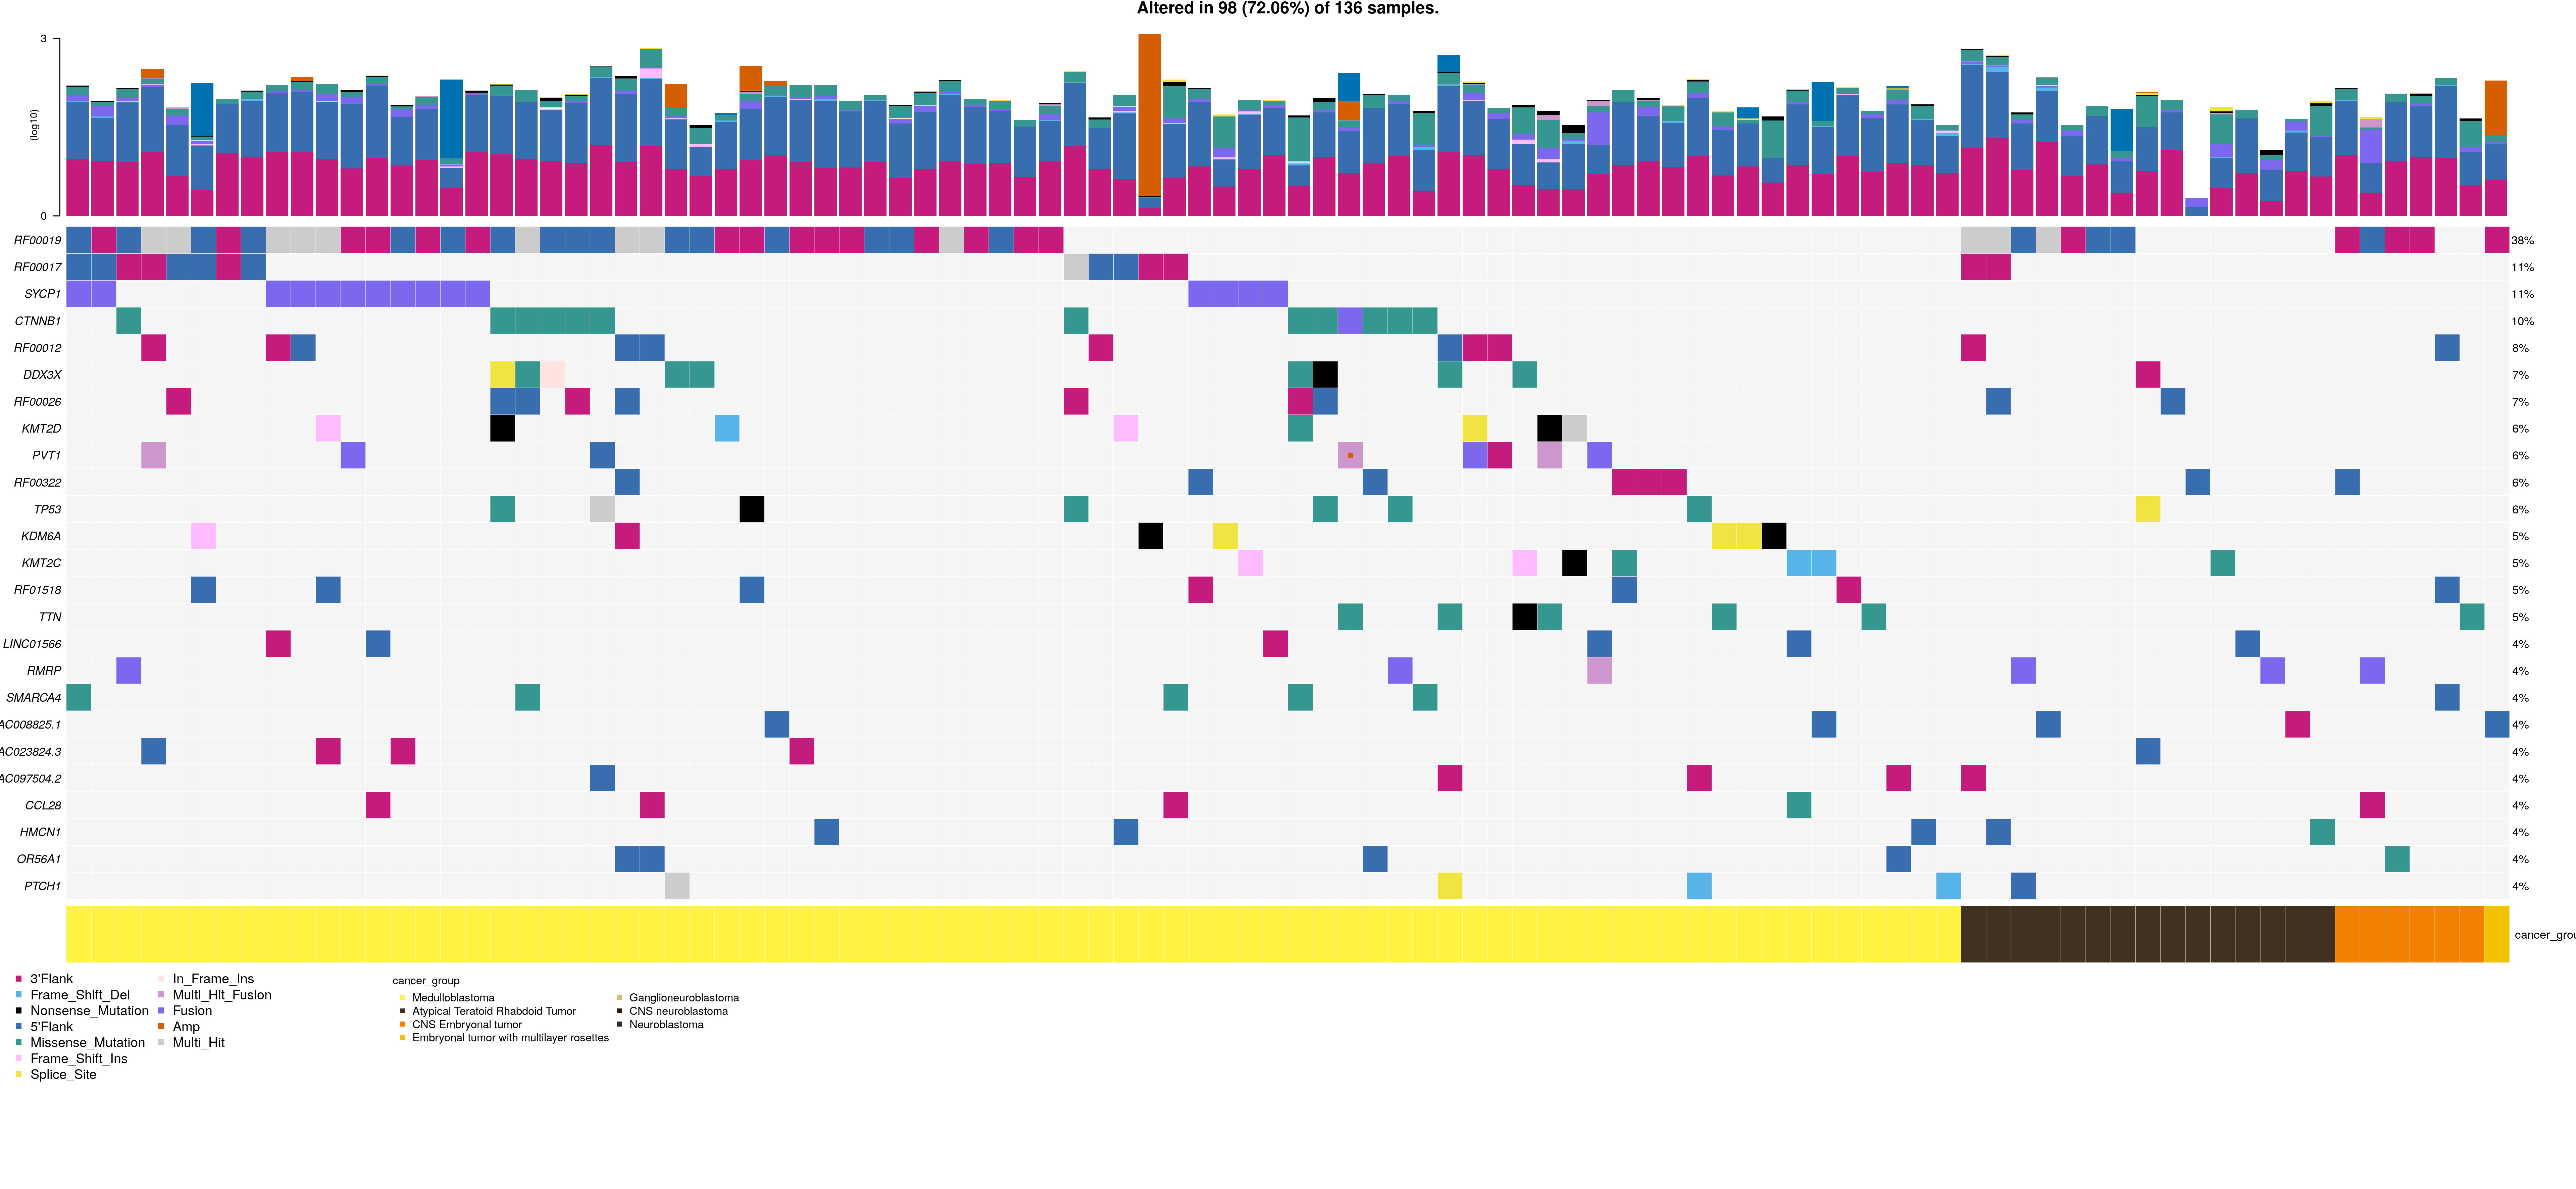 Altered in 98 (72.06%) of 136 samples.
3
(log10)
0
RF00019 38%
RF00017 11%
SYCP1 11%
CTNNB1 10%
RF00012 8%
DDX3X 7%
RF00026 7%
KMT2D 6%
PVT1 6%
RF00322 6%
TP53 6%
KDM6A 5%
KMT2C 5%
RF01518 5%
TTN 5%
LINC01566 4%
RMRP 4%
SMARCA4 4%
AC008825.1 4%
AC023824.3 4%
AC097504.2 4%
CCL28 4%
HMCN1 4%
OR56A1 4%
PTCH1 4%
cancer_grou
3'Flank
Frame_Shift_Del
Nonsense_Mutation
5'Flank
Missense_Mutation
Frame_Shift_Ins
Splice_Site
In_Frame_Ins
Multi_Hit_Fusion
Fusion
Amp
Multi_Hit
cancer_group
Medulloblastoma
Atypical Teratoid Rhabdoid Tumor
CNS Embryonal tumor
Embryonal tumor with multilayer rosettes
Ganglioneuroblastoma
CNS neuroblastoma
Neuroblastoma